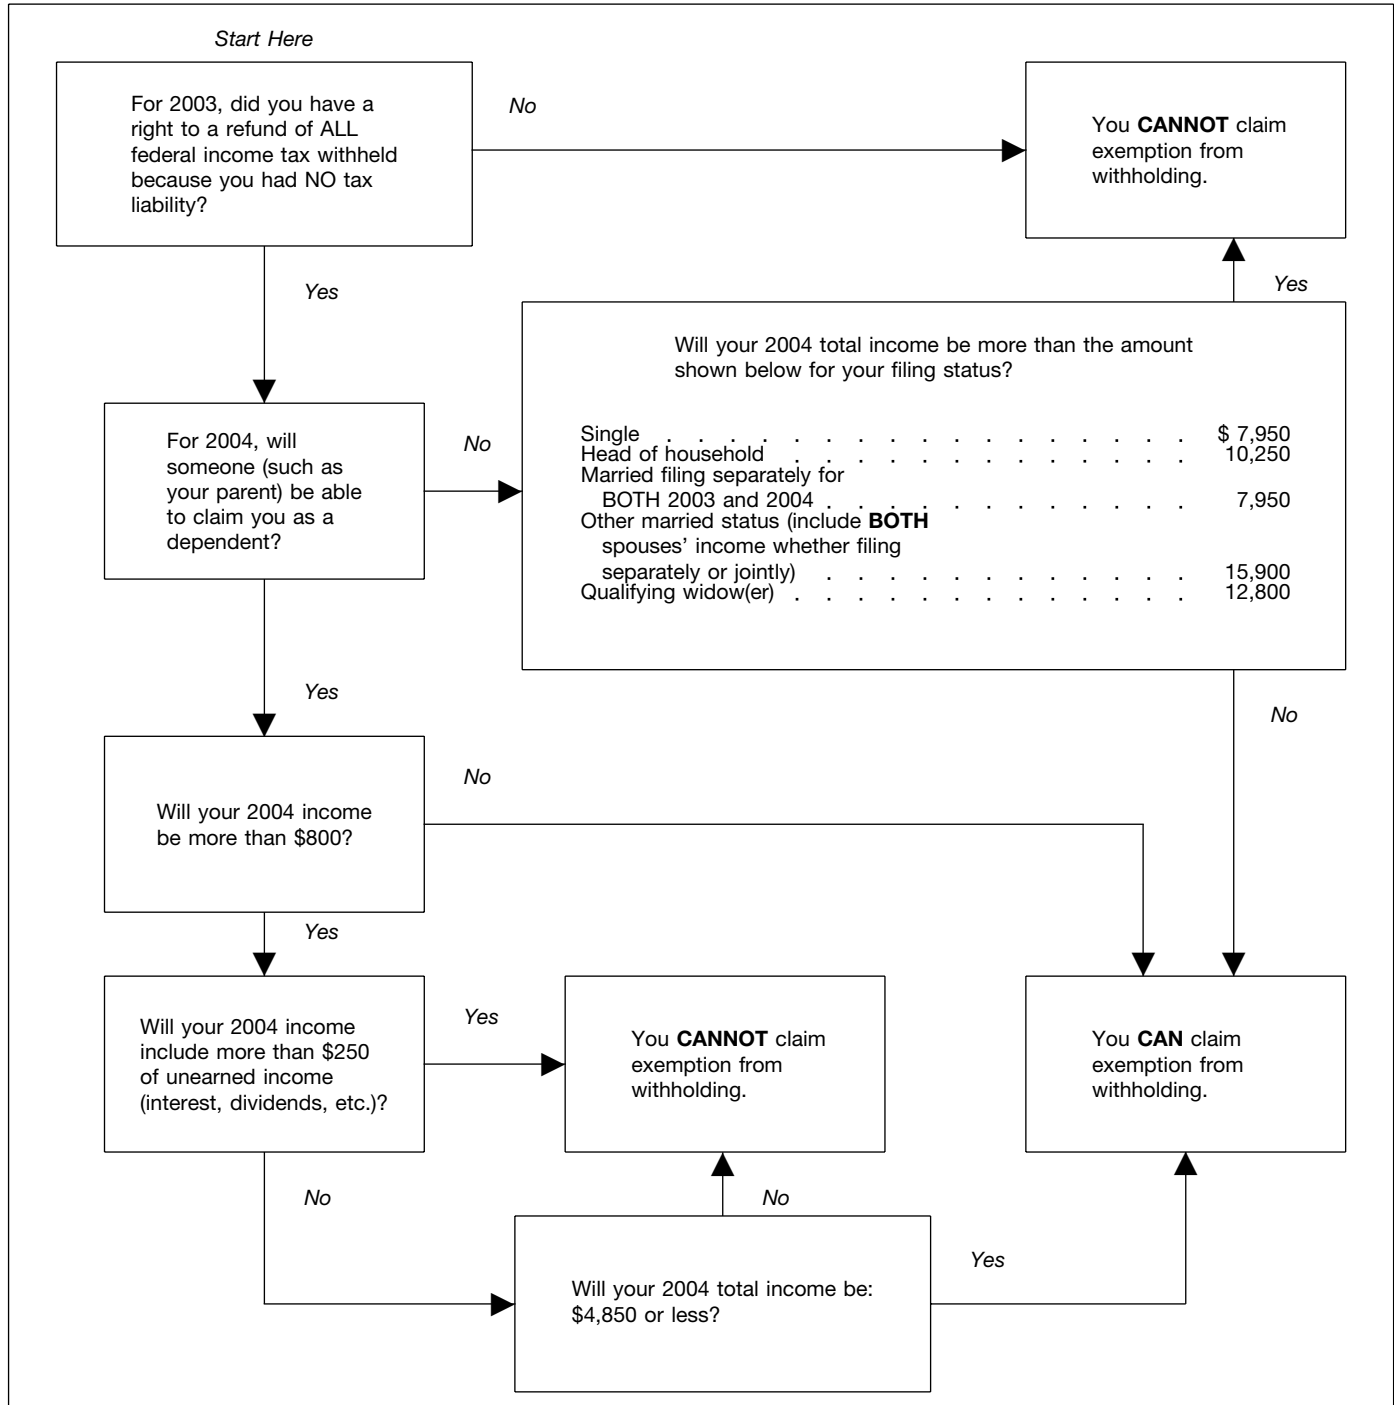 Start Here
For 2003, did you have a
right to a refund of ALL
federal income tax withheld
because you had NO tax
liability?
No
You CANNOT claim
exemption from
withholding.
Yes
Yes
Will your 2004 total income be more than the amount
shown below for your filing status?
Single . . . . . . . . . . . . . . . . . $ 7,950
Head of household . . . . . . . . . . . . . 10,250
Married filing separately for
BOTH 2003 and 2004 . . . . . . . . . . . 7,950
Other married status (include BOTH
spouses' income whether filing
separately or jointly) . . . . . . . . . . . . 15,900
Qualifying widow(er) . . . . . . . . . . . . . 12,800
For 2004, will
someone (such as
your parent) be able
to claim you as a
dependent?
No
Yes
No
Will your 2004 income
be more than $800?
No
Yes
Will your 2004 income
include more than $250
of unearned income
(interest, dividends, etc.)?
Yes
You CANNOT claim
exemption from
withholding.
You CAN claim
exemption from
withholding.
No
No
Will your 2004 total income be:
$4,850 or less?
Yes